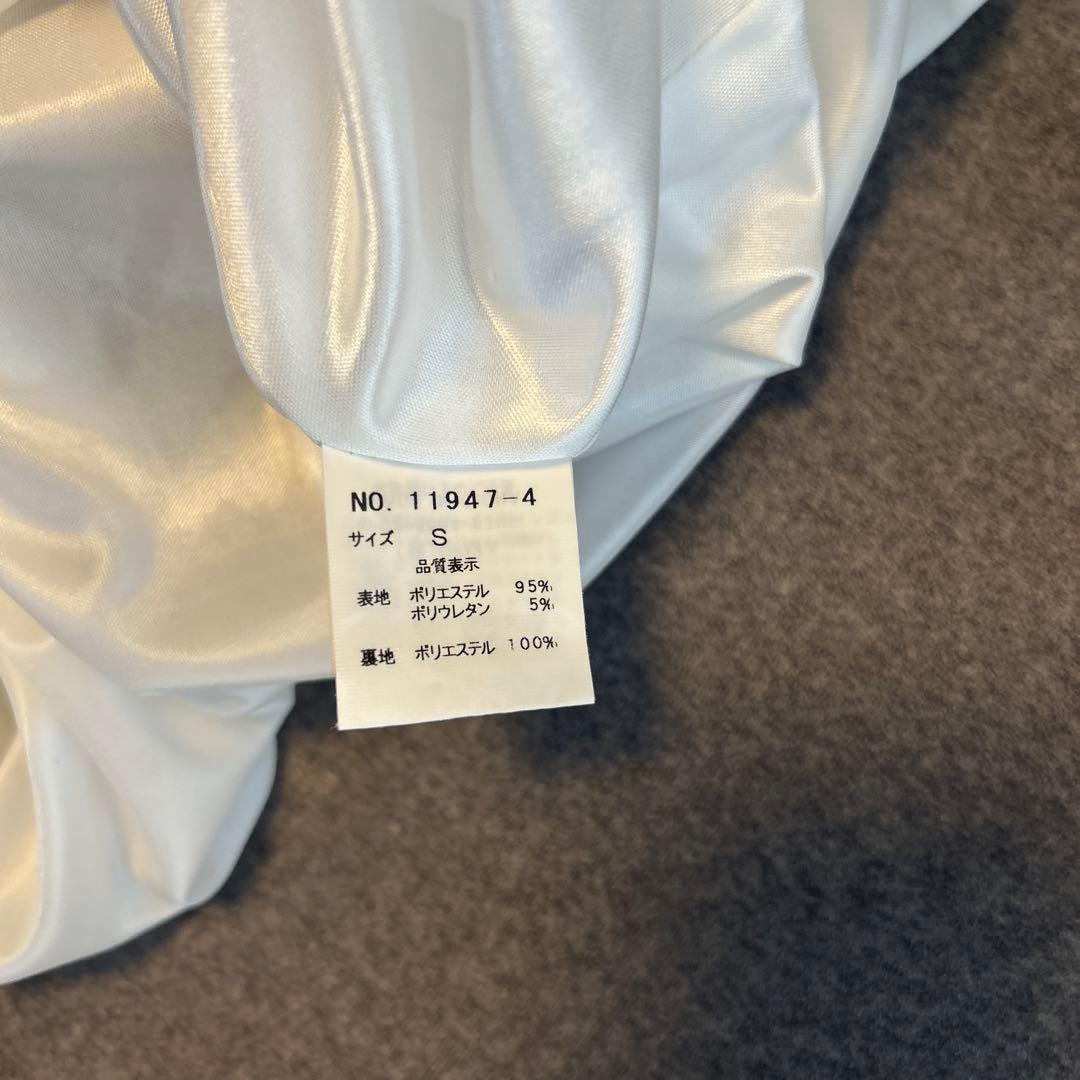 NO. 11947-4
サイズ S
品質表示
表地 ポリエステル 95%
ポリウレタン 5%
裏地 ポリエステル 100%